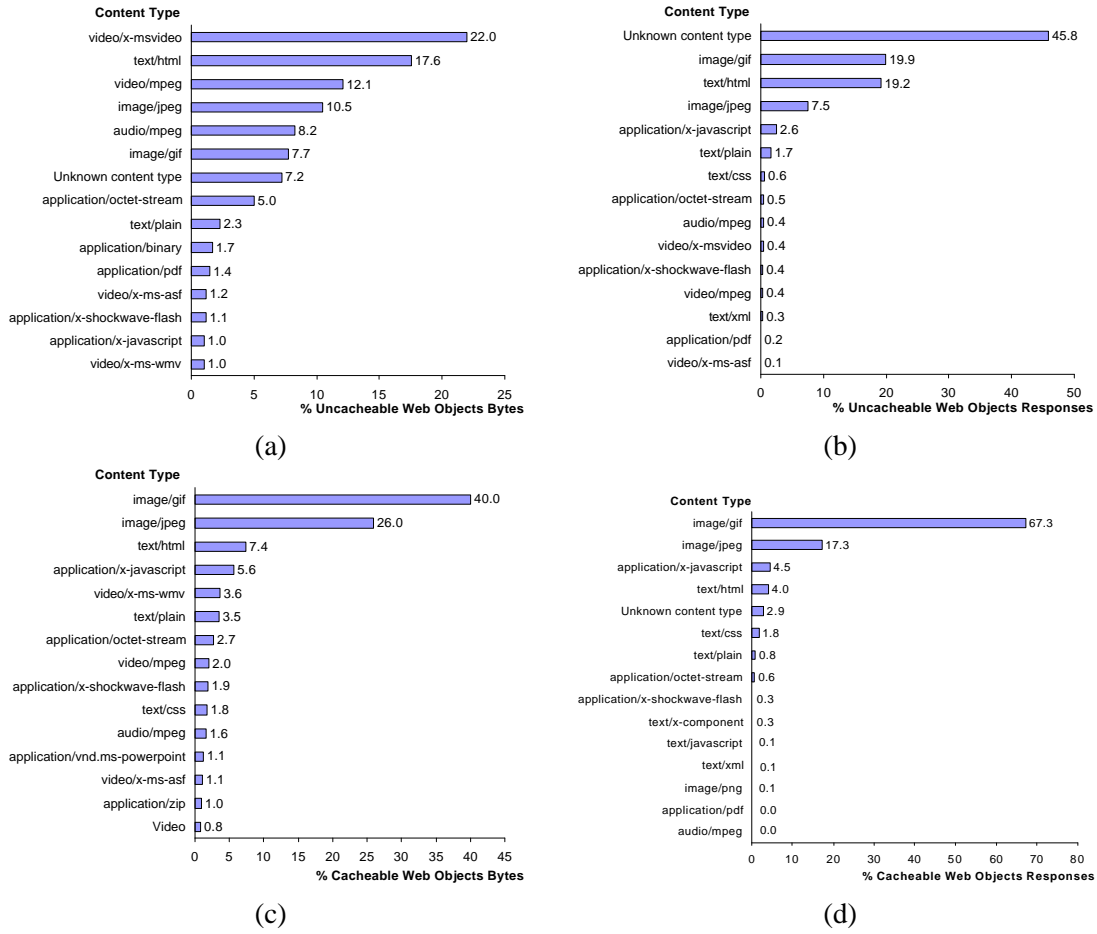 Content Type
video/x-msvideo 22.0
text/html 17.6
video/mpeg 12.1
image/jpeg 10.5
audio/mpeg 8.2
image/gif 7.7
Unknown content type 7.2
application/octet-stream 5.0
text/plain 2.3
application/binary 1.7
application/pdf 1.4
video/x-ms-asf 1.2
application/x-shockwave-flash 1.1
application/x-javascript 1.0
video/x-ms-wmv 1.0
0 5 10 15 20 25
% Uncacheable Web Objects Bytes
(a)
Content Type
Unknown content type 45.8
image/gif 19.9
text/html 19.2
image/jpeg 7.5
application/x-javascript 2.6
text/plain 1.7
text/css 0.6
application/octet-stream 0.5
audio/mpeg 0.4
video/x-msvideo 0.4
application/x-shockwave-flash 0.4
video/mpeg 0.4
text/xml 0.3
application/pdf 0.2
video/x-ms-asf 0.1
0 10 20 30 40 50
% Uncacheable Web Objects Responses
(b)
Content Type
image/gif 40.0
image/jpeg 26.0
text/html 7.4
application/x-javascript 5.6
video/x-ms-wmv 3.6
text/plain 3.5
application/octet-stream 2.7
video/mpeg 2.0
application/x-shockwave-flash 1.9
text/css 1.8
audio/mpeg 1.6
application/vnd.ms-powerpoint 1.1
video/x-ms-asf 1.1
application/zip 1.0
Video 0.8
0 5 10 15 20 25 30 35 40 45
% Cacheable Web Objects Bytes
(c)
Content Type
image/gif 67.3
image/jpeg 17.3
application/x-javascript 4.5
text/html 4.0
Unknown content type 2.9
text/css 1.8
text/plain 0.8
application/octet-stream 0.6
application/x-shockwave-flash 0.3
text/x-component 0.3
text/javascript 0.1
text/xml 0.1
image/png 0.1
application/pdf 0.0
audio/mpeg 0.0
0 10 20 30 40 50 60 70 80
% Cacheable Web Objects Responses
(d)